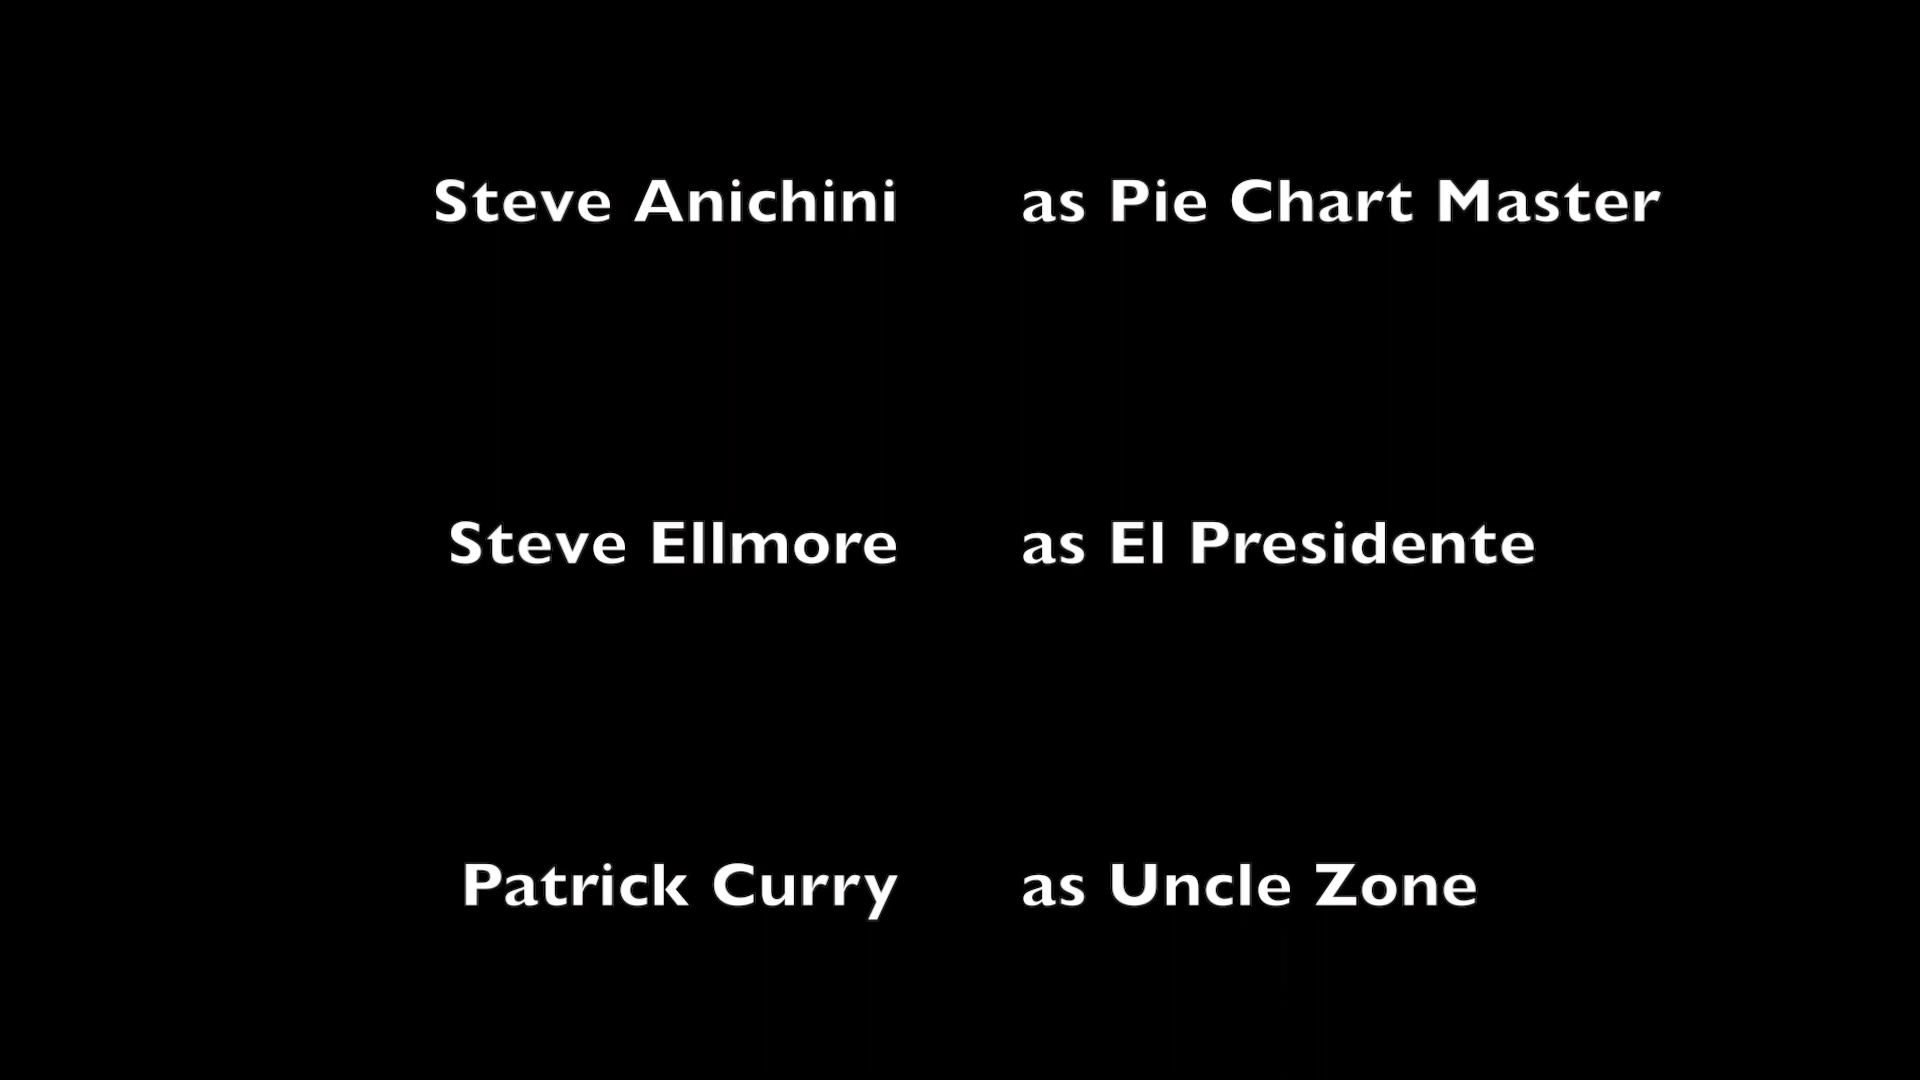 Steve Anichini as Pie Chart Master
Steve Ellmore as El Presidente
Patrick Curry as Uncle Zone